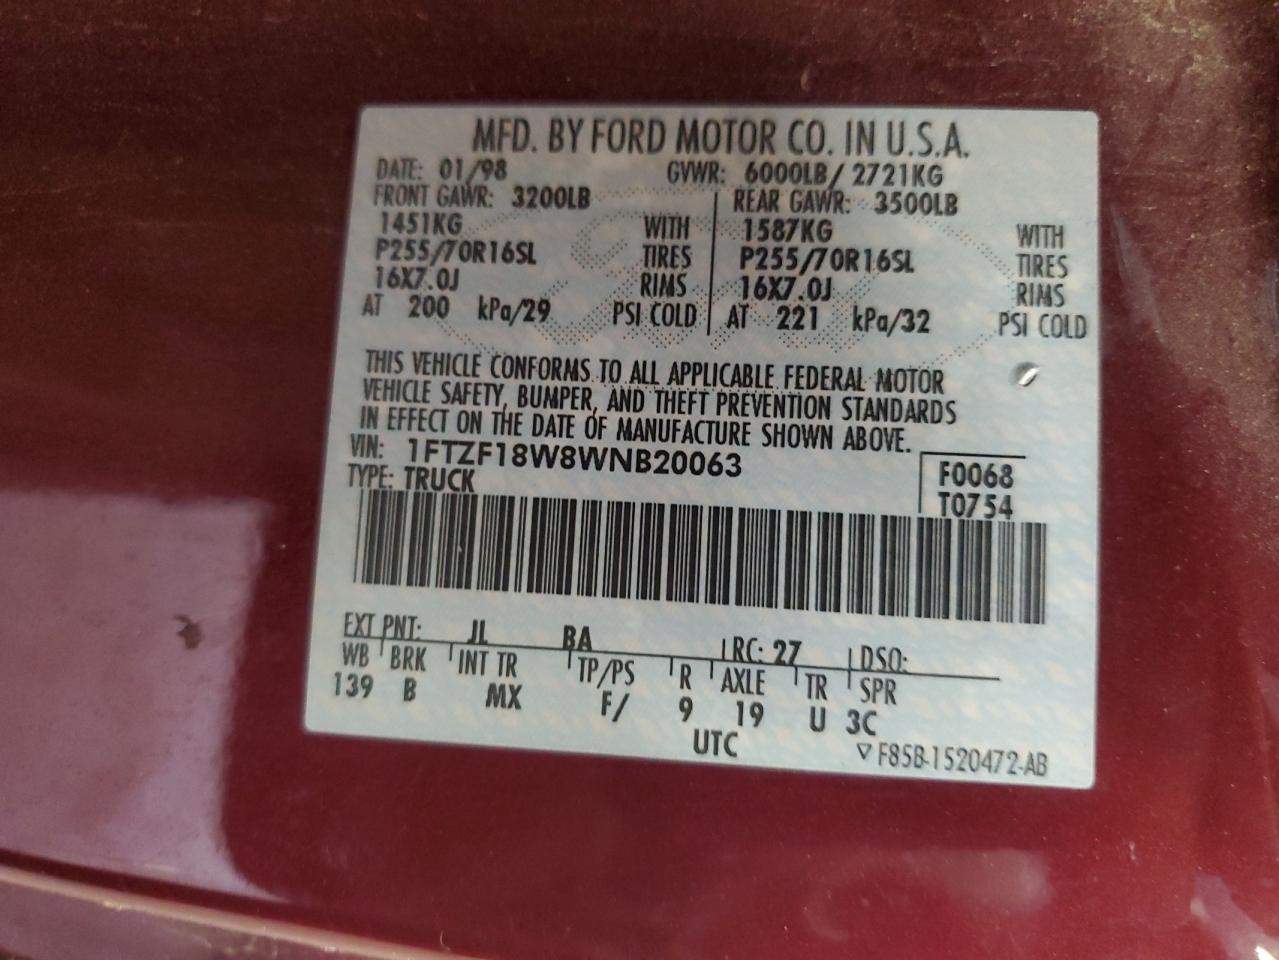 MFD. BY FORD MOTOR CO. IN U.S.A.
DATE: 01/98 GVWR: 6000LB/ 2721KG
FRONT GAWR: 3200LB REAR GAWR: 3500LB
1451KG WITH 1587KG WITH
P255/70R16SL TIRES P255/70R16SL TIRES
16X7.0J RIMS 16X7.0J RIMS
AT 200 kPa/29 PSI COLD AT 221 kPa/32 PSI COLD
THIS VEHICLE CONFORMS TO ALL APPLICABLE FEDERAL MOTOR
VEHICLE SAFETY, BUMPER, AND THEFT PREVENTION STANDARDS
IN EFFECT ON THE DATE OF MANUFACTURE SHOWN ABOVE.
VIN: 1FTZF18W8WNB20063 F0068
TYPE: TRUCK T0754
EXT PNT: JL BA RC: 27 DSO:
WB BRK INT TR TP/PS R AXLE TR SPR
139 B MX F/ 9 19 U 3C
UTC ▽F85B-1520472-AB